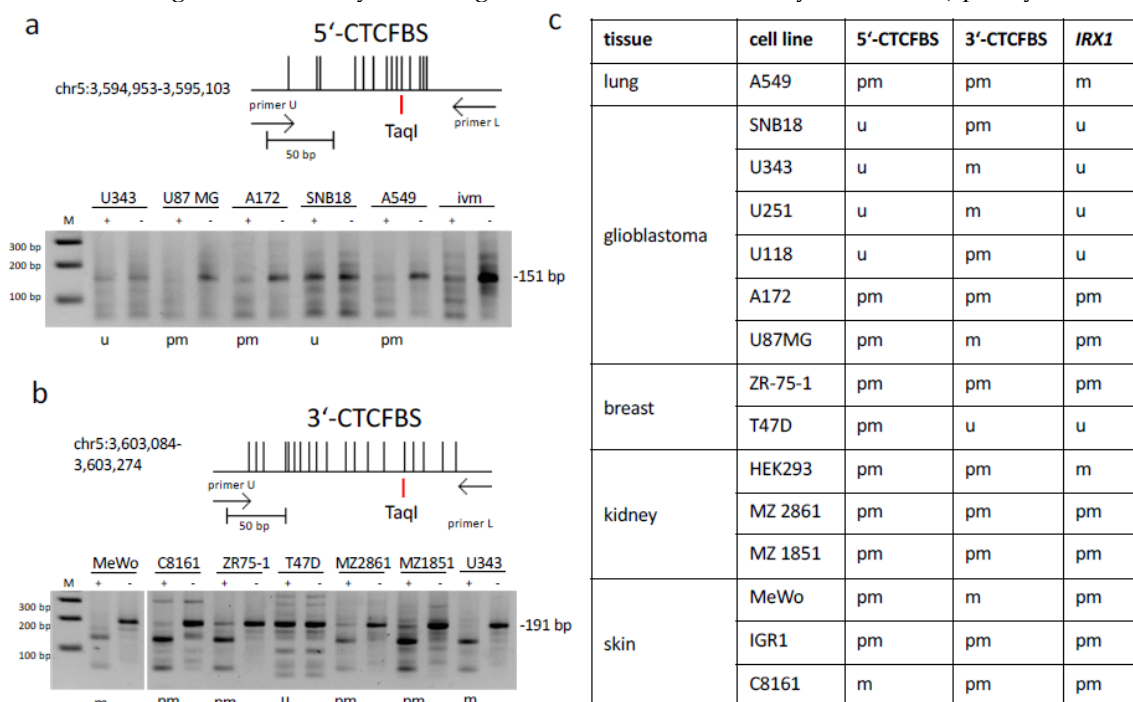 a
5‘-CTCFBS
chr5:3,594,953-3,595,103
primer U
primer L
TaqI
50 bp
U343 U87 MG A172 SNB18 A549 ivm
M + - + - + - + - + - + -
300 bp
200 bp
100 bp
-151 bp
u pm pm u pm
b
3‘-CTCFBS
chr5:3,603,084-
3,603,274
primer U
TaqI
50 bp
primer L
MeWo C8161 ZR75-1 T47D MZ2861 MZ1851 U343
M + - + - + - + - + - + - + -
300 bp
200 bp
100 bp
-191 bp
m pm pm u pm pm m
c
tissue cell line 5‘-CTCFBS 3‘-CTCFBS IRX1
lung A549 pm pm m
glioblastoma SNB18 u pm u
U343 u m u
U251 u m u
U118 u pm u
A172 pm pm pm
U87MG pm m pm
breast ZR-75-1 pm pm pm
T47D pm u u
kidney HEK293 pm pm m
MZ 2861 pm pm pm
MZ 1851 pm pm pm
skin MeWo pm m pm
IGR1 pm pm pm
C8161 m pm pm